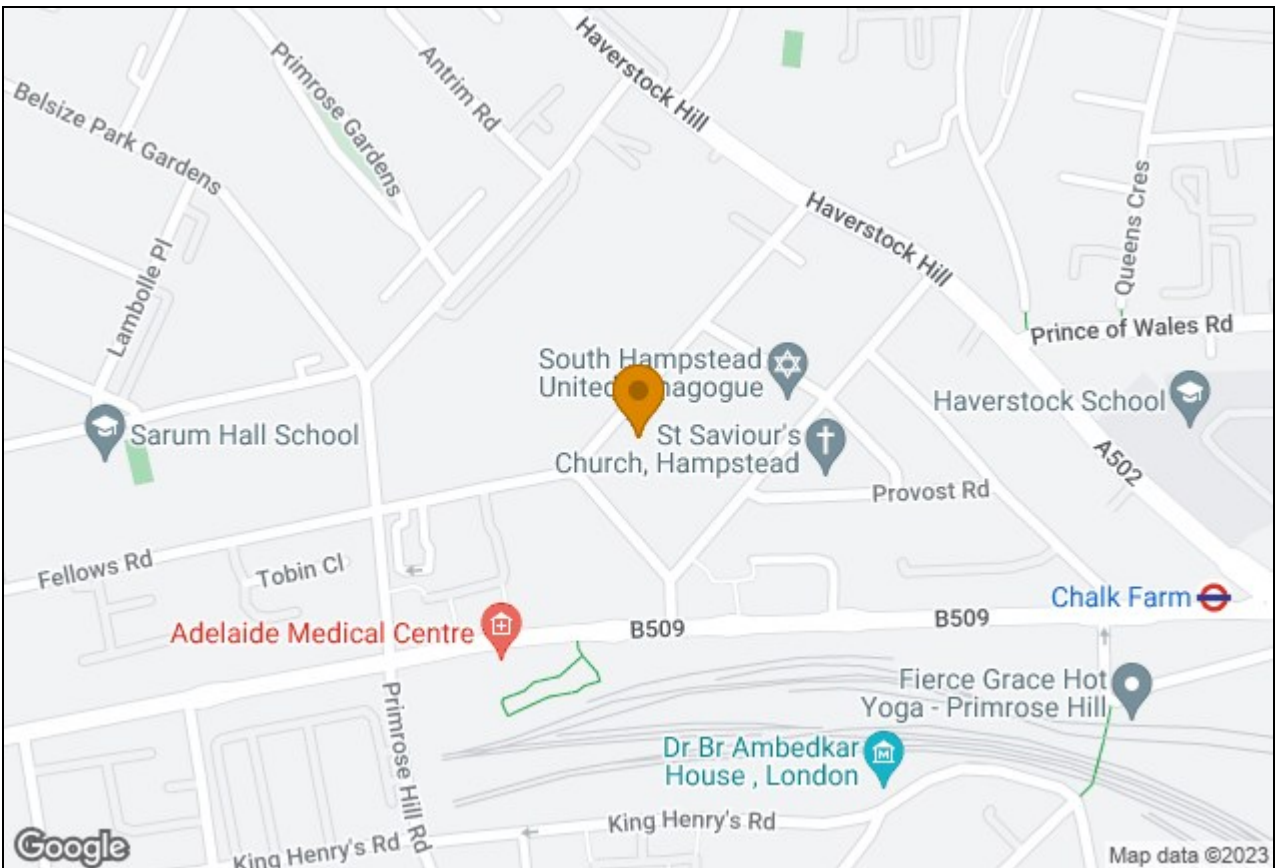 Haverstock Hill
Antrim Rd
Primrose Gardens
Belsize Park Gardens
Queens Cres
Haverstock Hill
Lambolle Pl
Prince of Wales Rd
South Hampstead
United Synagogue
Haverstock School
Sarum Hall School
St Saviour's
Church, Hampstead
A502
Provost Rd
Fellows Rd
Tobin Cl
Chalk Farm
Adelaide Medical Centre
B509
B509
Fierce Grace Hot
Yoga - Primrose Hill
Primrose Hill Rd
Dr Br Ambedkar
House , London
King Henry's Rd
King Henry's Rd
Google
Map data ©2023